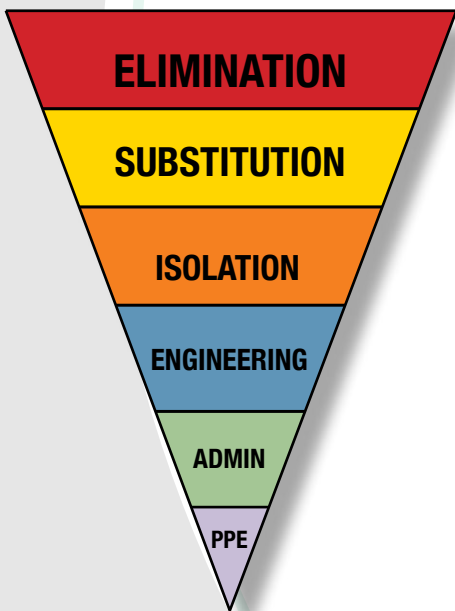 ELIMINATION
SUBSTITUTION
ISOLATION
ENGINEERING
ADMIN
PPE